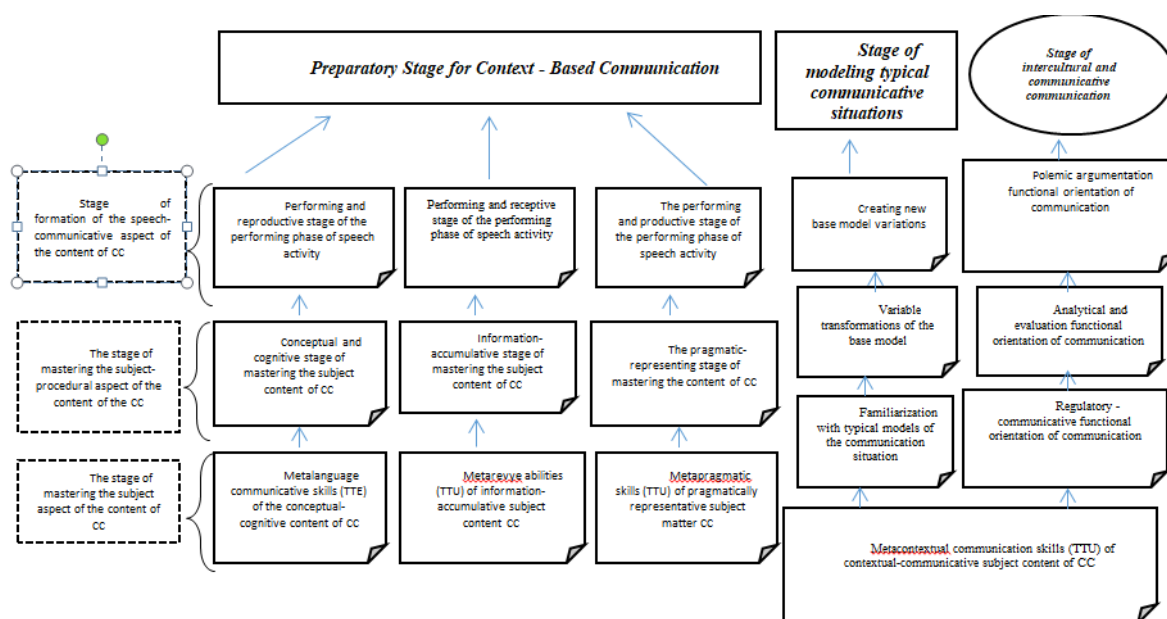 Preparatory Stage for Context - Based Communication
Stage of
modeling typical
communicative
situations
Stage of
intercultural and
communicative
communication
Stage of
formation of the speech-
communicative aspect of
the content of CC
Performing and
reproductive stage of the
performing phase of speech
activity
Performing and receptive
stage of the performing
phase of speech activity
The performing
and productive stage of
the performing phase of
speech activity
Creating new
base model variations
Polemic argumentation
functional orientation of
communication
The stage of
mastering the subject-
procedural aspect of the
content of the CC
Conceptual and
cognitive stage of
mastering the subject
content of CC
Information-
accumulative stage of
mastering the subject
content of CC
The pragmatic-
representing stage of
mastering the content of CC
Variable
transformations of the
base model
Analytical and
evaluation functional
orientation of communication
Familiarization
with typical models of
the communication
situation
Regulatory -
communicative functional
orientation of communication
The stage of
mastering the subject
aspect of the content of
CC
Metalanguage
communicative skills (TTE)
of the conceptual-
cognitive content of CC
Metarevye abilities
(TTU) of information-
accumulative subject
content CC
Metapragmatic
skills (TTU) of pragmatically
representative subject
matter CC
Metacontextual communication skills (TTU) of
contextual-communicative subject content of CC